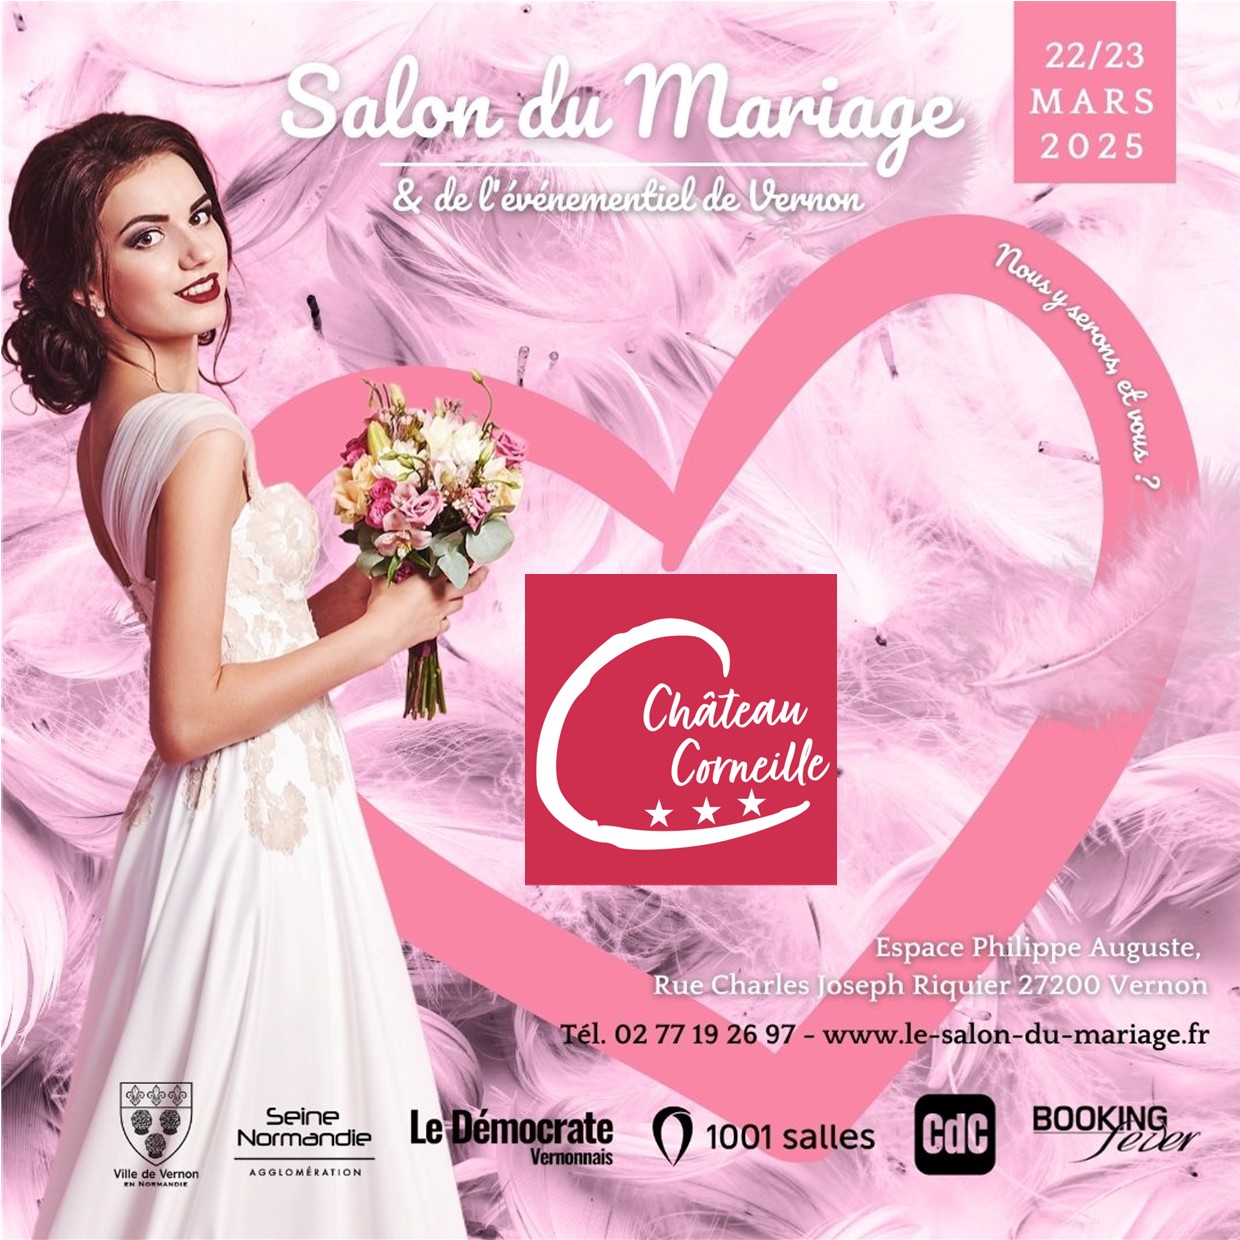 Salon du Mariage
& de l'événementiel de Vernon
22/23
MARS
2025
Nous y serons, et vous ?
Château
Corneille
Espace Philippe Auguste,
Rue Charles Joseph Riquier 27200 Vernon
Tél. 02 77 19 26 97 - www.le-salon-du-mariage.fr
Ville de Vernon
EN NORMANDIE
Seine
Normandie
AGGLOMÉRATION
Le Démocrate
Vernonnais
1001 salles
CdC
BOOKING
fever